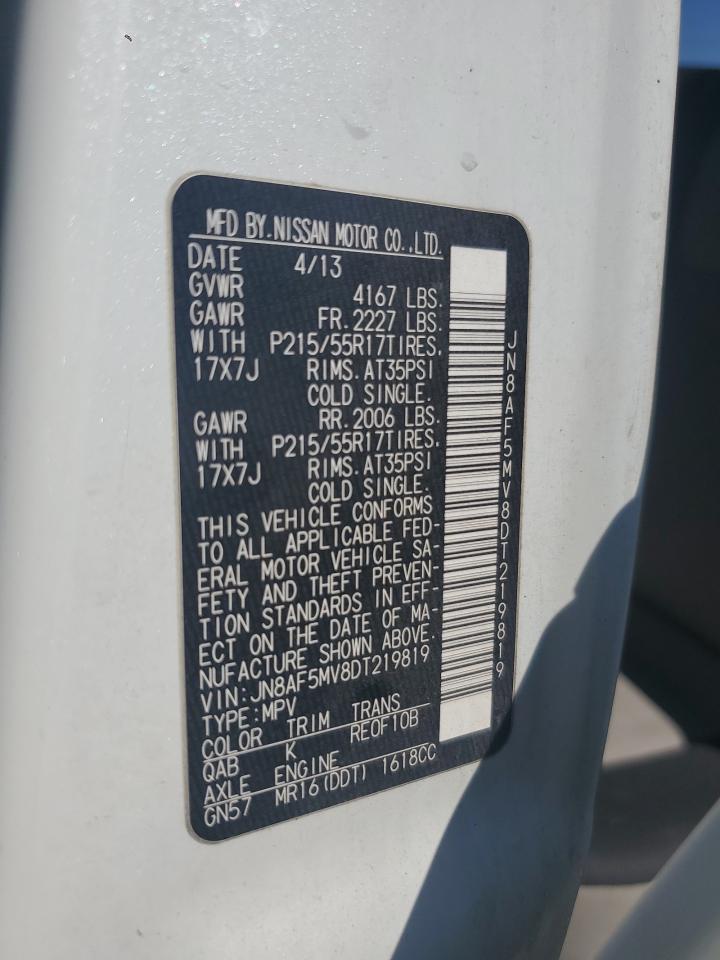 MFD BY.NISSAN MOTOR CO.,LTD.
DATE 4/13
GVWR 4167 LBS.
GAWR FR.2227 LBS.
WITH P215/55R17TIRES.
17X7J RIMS.AT35PSI
COLD SINGLE.
GAWR RR.2006 LBS.
WITH P215/55R17TIRES.
17X7J RIMS.AT35PSI
COLD SINGLE.
THIS VEHICLE CONFORMS
TO ALL APPLICABLE FED-
ERAL MOTOR VEHICLE SA-
FETY AND THEFT PREVEN-
TION STANDARDS IN EFF-
ECT ON THE DATE OF MA-
NUFACTURE SHOWN ABOVE.
VIN:JN8AF5MV8DT219819
TYPE:MPV
COLOR TRIM TRANS
QAB K RE0F10B
AXLE ENGINE
GN57 MR16(DDT) 1618CC
JN8AF5MV8DT219819